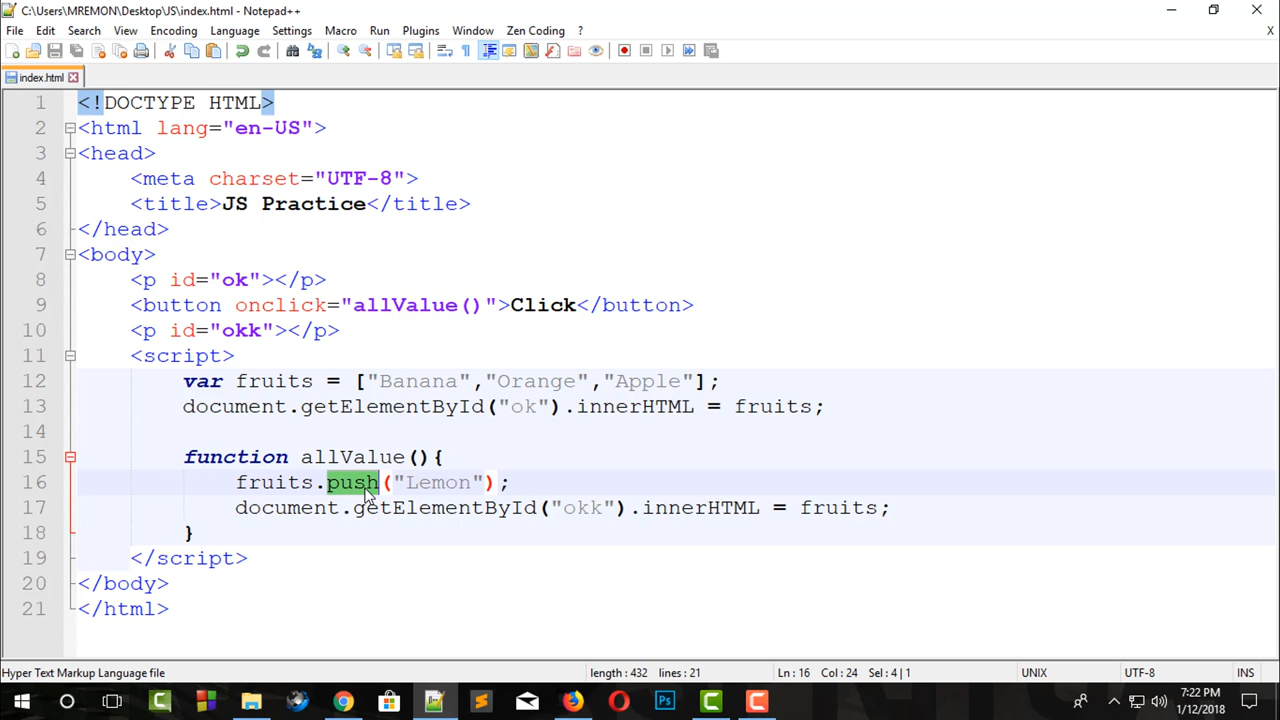 C:\Users\MREMON\Desktop\JS\index.html - Notepad++
File Edit Search View Encoding Language Settings Macro Run Plugins Window Zen Coding ? X
index.html
1 <!DOCTYPE HTML>
2 <html lang="en-US">
3 <head>
4 <meta charset="UTF-8">
5 <title>JS Practice</title>
6 </head>
7 <body>
8 <p id="ok"></p>
9 <button onclick="allValue()">Click</button>
10 <p id="okk"></p>
11 <script>
12 var fruits = ["Banana","Orange","Apple"];
13 document.getElementById("ok").innerHTML = fruits;
14
15 function allValue(){
16 fruits.push("Lemon");
17 document.getElementById("okk").innerHTML = fruits;
18 }
19 </script>
20 </body>
21 </html>
Hyper Text Markup Language file length : 432 lines : 21 Ln : 16 Col : 24 Sel : 4 | 1 UNIX UTF-8 INS
7:22 PM
1/12/2018